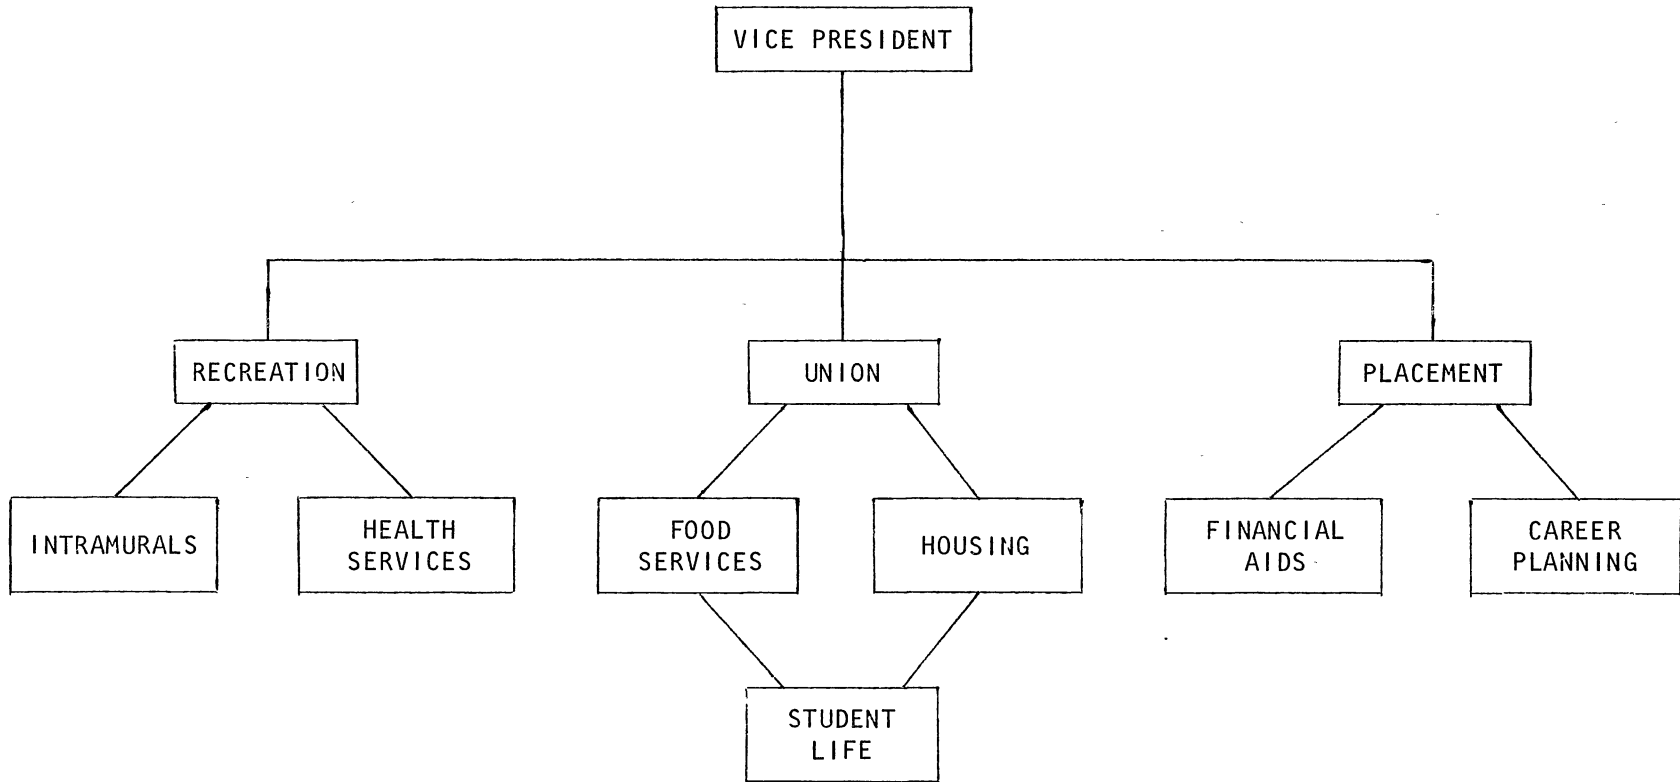 VICE PRESIDENT
RECREATION
UNION
PLACEMENT
INTRAMURALS
HEALTH
SERVICES
FOOD
SERVICES
HOUSING
FINANCIAL
AIDS
CAREER
PLANNING
STUDENT
LIFE